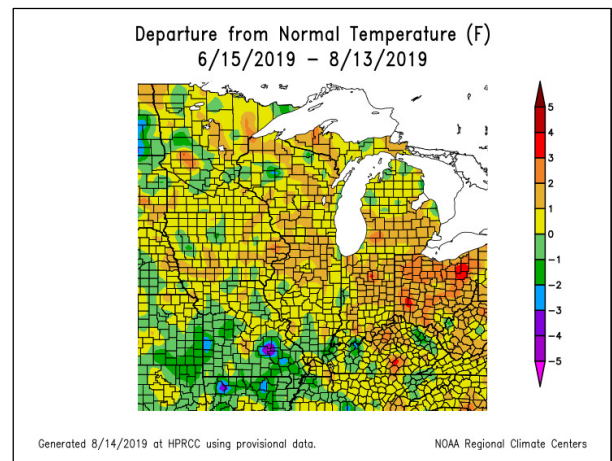 Departure from Normal Temperature (F)
6/15/2019 – 8/13/2019
5
4
3
2
1
0
-1
-2
-3
-4
-5
Generated 8/14/2019 at HPRCC using provisional data.
NOAA Regional Climate Centers